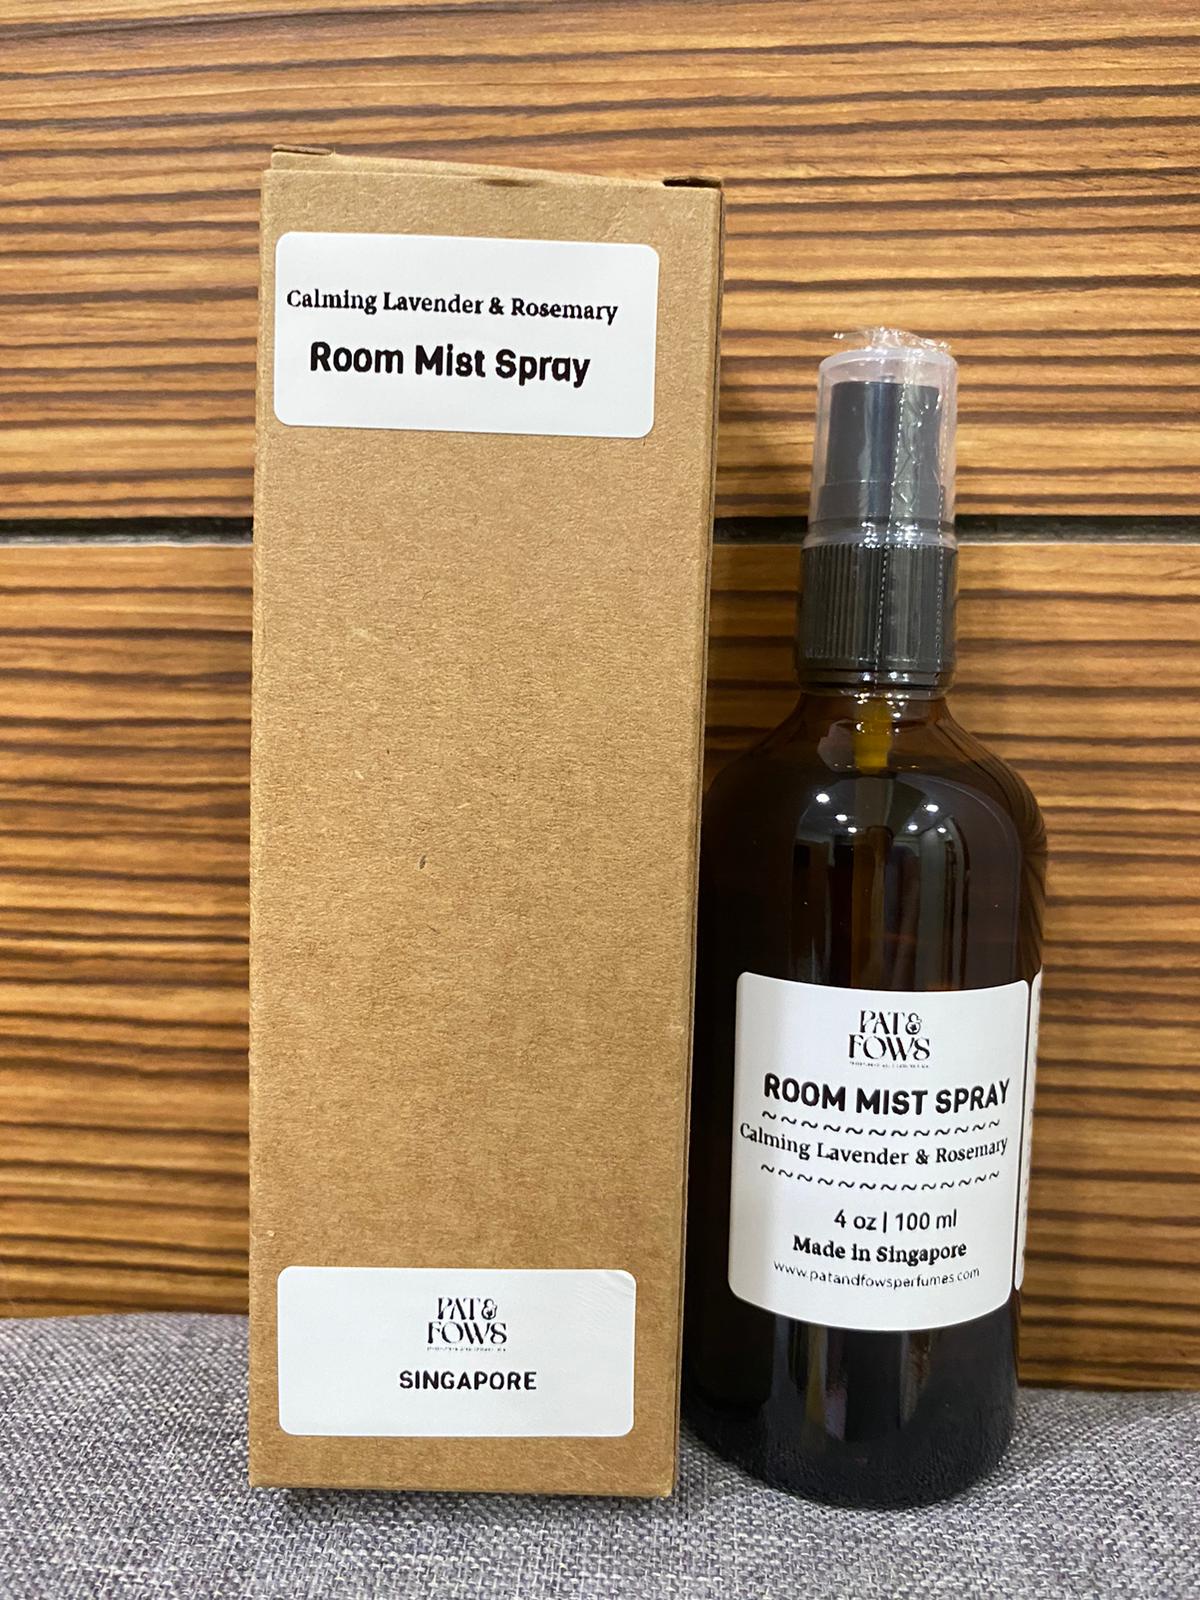 Calming Lavender & Rosemary
Room Mist Spray
PAT&
FOWS
SINGAPORE
PAT&
FOWS
ROOM MIST SPRAY
~~~~~~~~~~~~
Calming Lavender & Rosemary
~~~~~~~~~~~~
4 oz | 100 ml
Made in Singapore
www.patandfowsperfumes.com